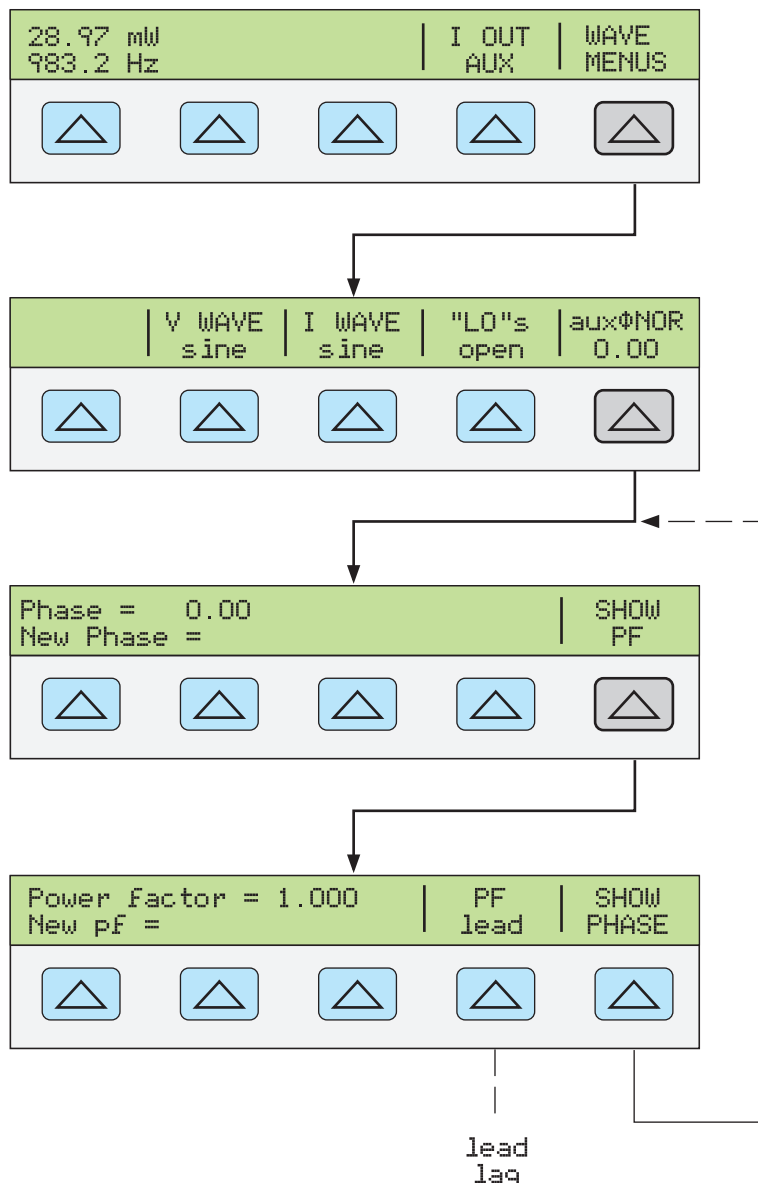 28.97 mW
983.2 Hz
I OUT
AUX
WAVE
MENUS
V WAVE
sine
I WAVE
sine
"LO"s
open
auxΦNOR
0.00
Phase = 0.00
New Phase =
SHOW
PF
Power factor = 1.000
New pf =
PF
lead
SHOW
PHASE
lead
lag